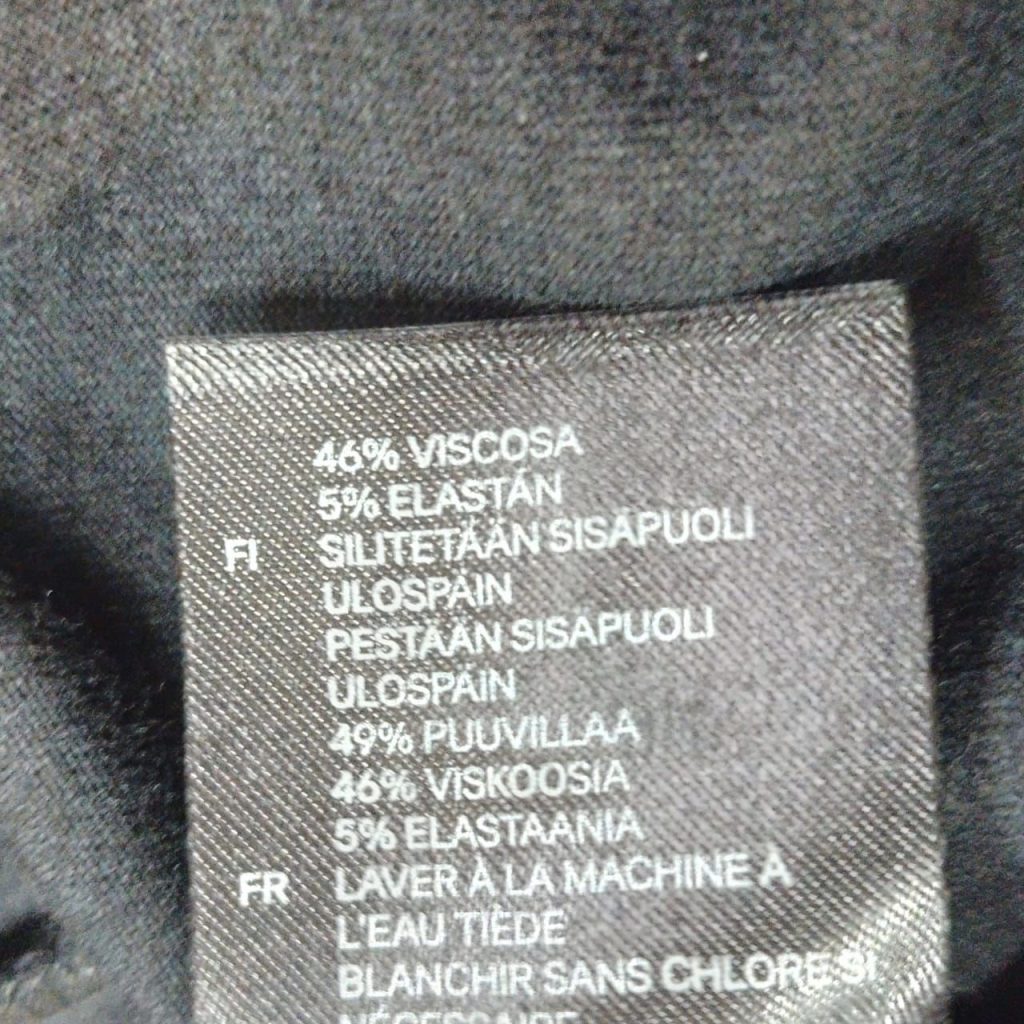 46% VISCOSA
5% ELASTÁN
FI SILITETÄÄN SISÄPUOLI
ULOSPÄIN
PESTÄÄN SISÄPUOLI
ULOSPÄIN
49% PUUVILLAA
46% VISKOOSIA
5% ELASTAANIA
FR LAVER À LA MACHINE À
L'EAU TIÈDE
BLANCHIR SANS CHLORE SI
NÉCESSAIRE